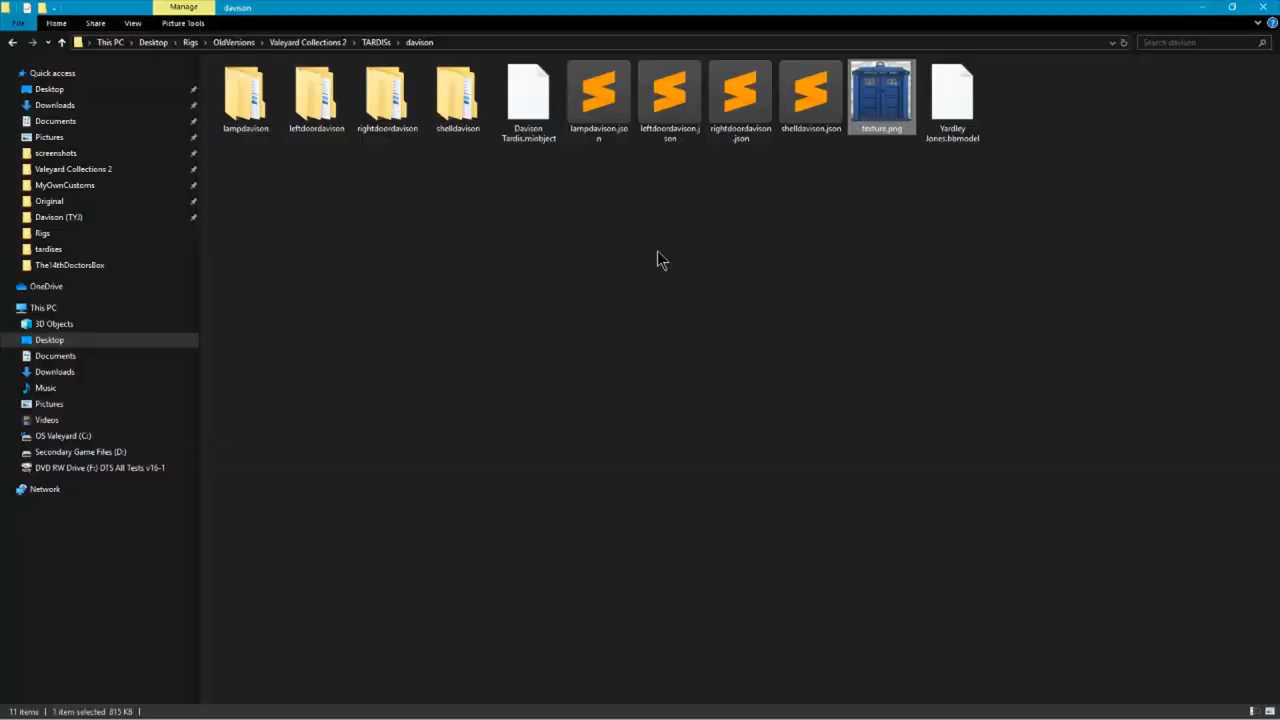 Manage
davison
File
Home
Share
View
Picture Tools
This PC
Desktop
Rigs
OldVersions
Valeyard Collections 2
TARDISs
davison
Search davison
Quick access
Desktop
Downloads
Documents
Pictures
screenshots
Valeyard Collections 2
MyOwnCustoms
Original
Davison (TYJ)
Rigs
tardises
The14thDoctorsBox
OneDrive
This PC
3D Objects
Desktop
Documents
Downloads
Music
Pictures
Videos
OS Valeyard (C:)
Secondary Game Files (D:)
DVD RW Drive (F:) DTS All Tests v16-1
Network
lampdavison
leftdoordavison
rightdoordavison
shelldavison
Davison
Tardis.miobject
lampdavison.jso
n
leftdoordavison.j
son
rightdoordavison
.json
shelldavison.json
texture.png
Yardley
Jones.bbmodel
11 items
1 item selected 815 KB